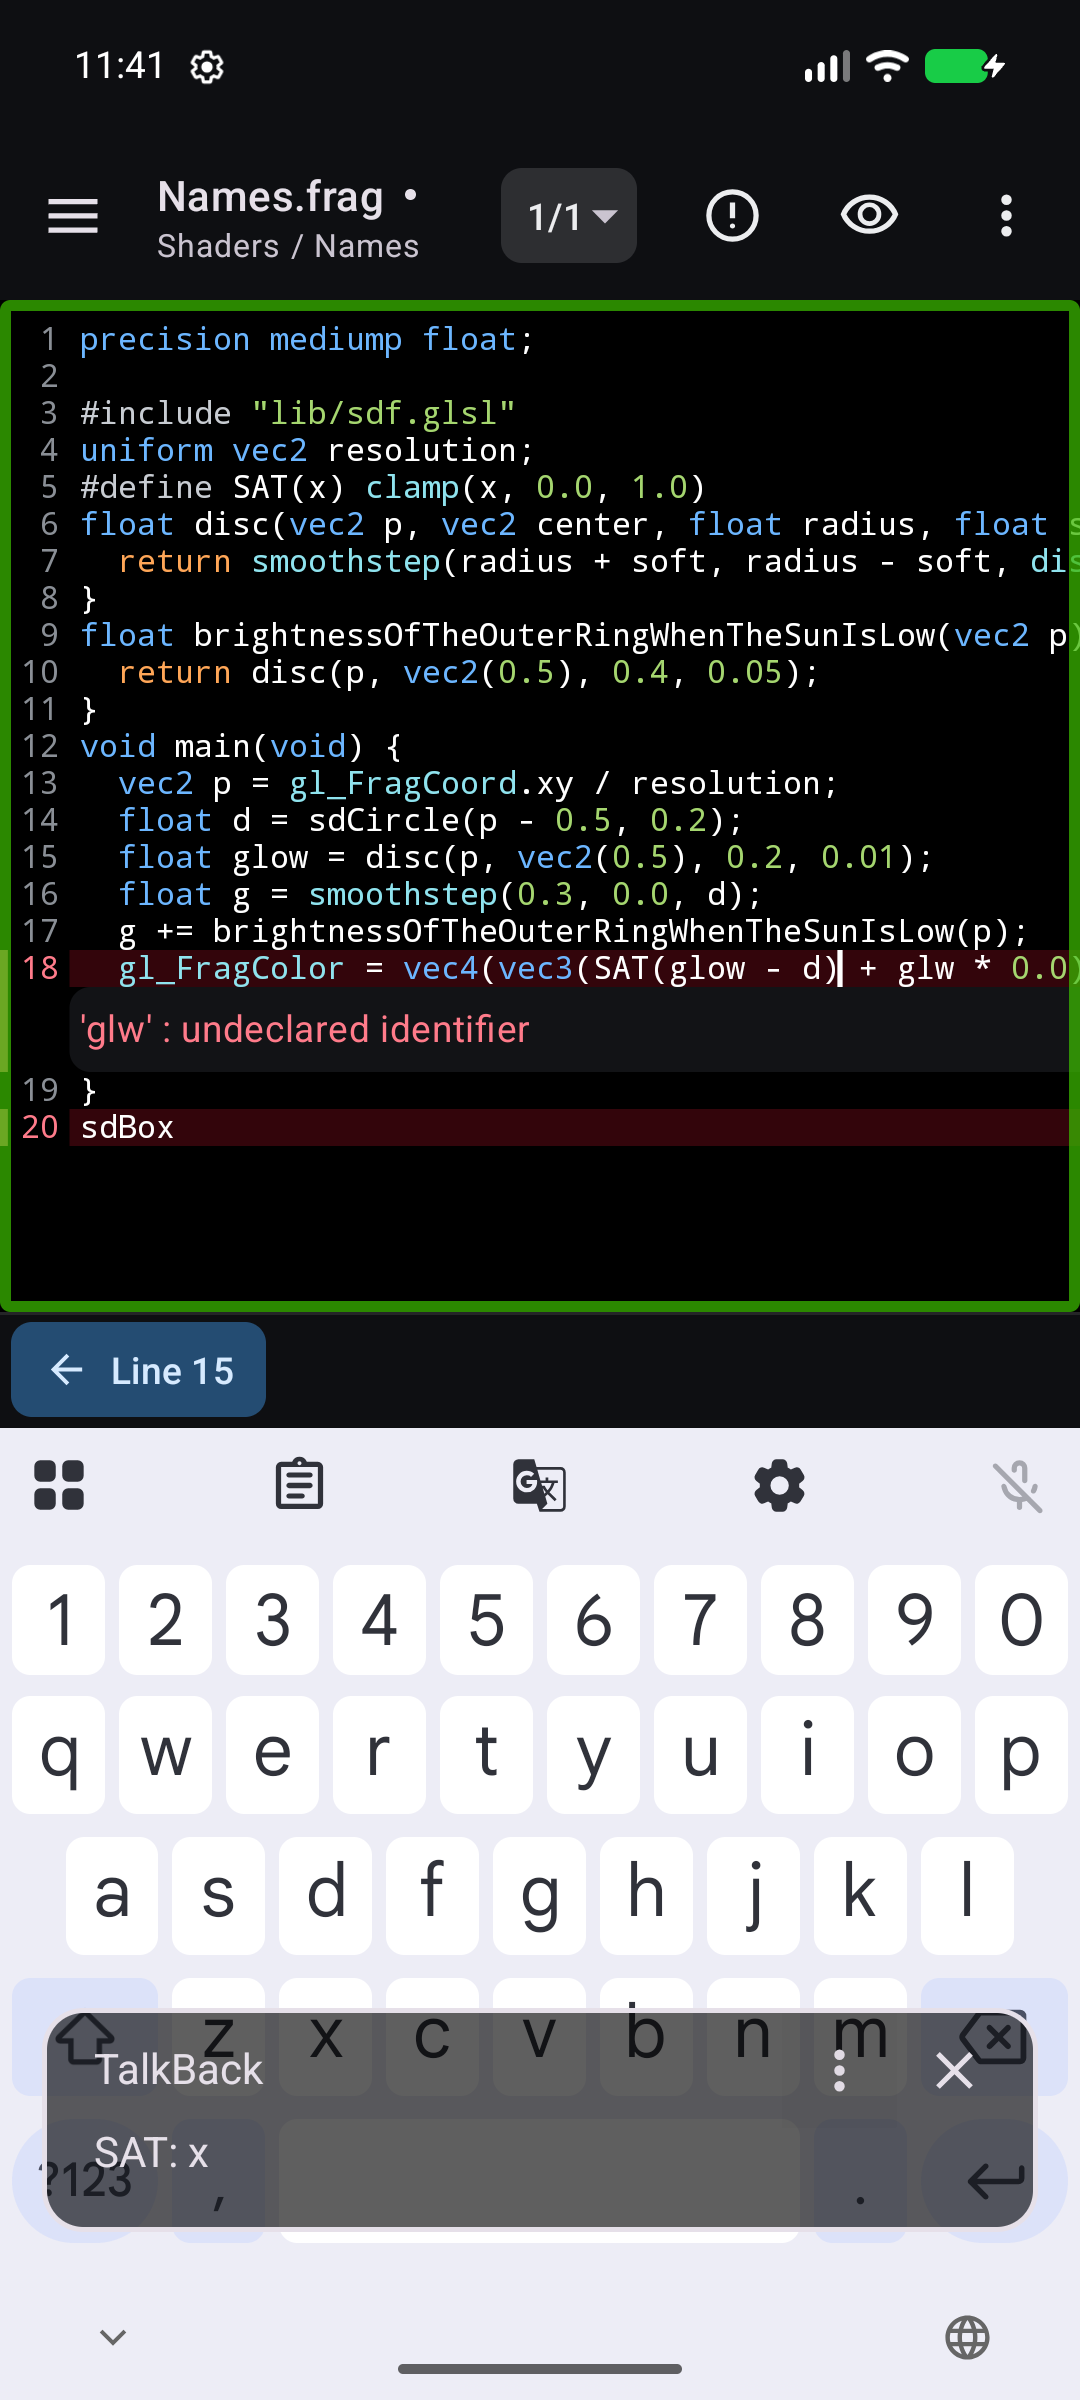 11:41
Names.frag •
Shaders / Names
1/1
1 precision mediump float;
2
3 #include "lib/sdf.glsl"
4 uniform vec2 resolution;
5 #define SAT(x) clamp(x, 0.0, 1.0)
6 float disc(vec2 p, vec2 center, float radius, float s
7   return smoothstep(radius + soft, radius - soft, dis
8 }
9 float brightnessOfTheOuterRingWhenTheSunIsLow(vec2 p)
10   return disc(p, vec2(0.5), 0.4, 0.05);
11 }
12 void main(void) {
13   vec2 p = gl_FragCoord.xy / resolution;
14   float d = sdCircle(p - 0.5, 0.2);
15   float glow = disc(p, vec2(0.5), 0.2, 0.01);
16   float g = smoothstep(0.3, 0.0, d);
17   g += brightnessOfTheOuterRingWhenTheSunIsLow(p);
18   gl_FragColor = vec4(vec3(SAT(glow - d) + glw * 0.0)
'glw' : undeclared identifier
19 }
20 sdBox
Line 15
1 2 3 4 5 6 7 8 9 0
q w e r t y u i o p
a s d f g h j k l
z x c v b n m
TalkBack
SAT: x
?123 , .